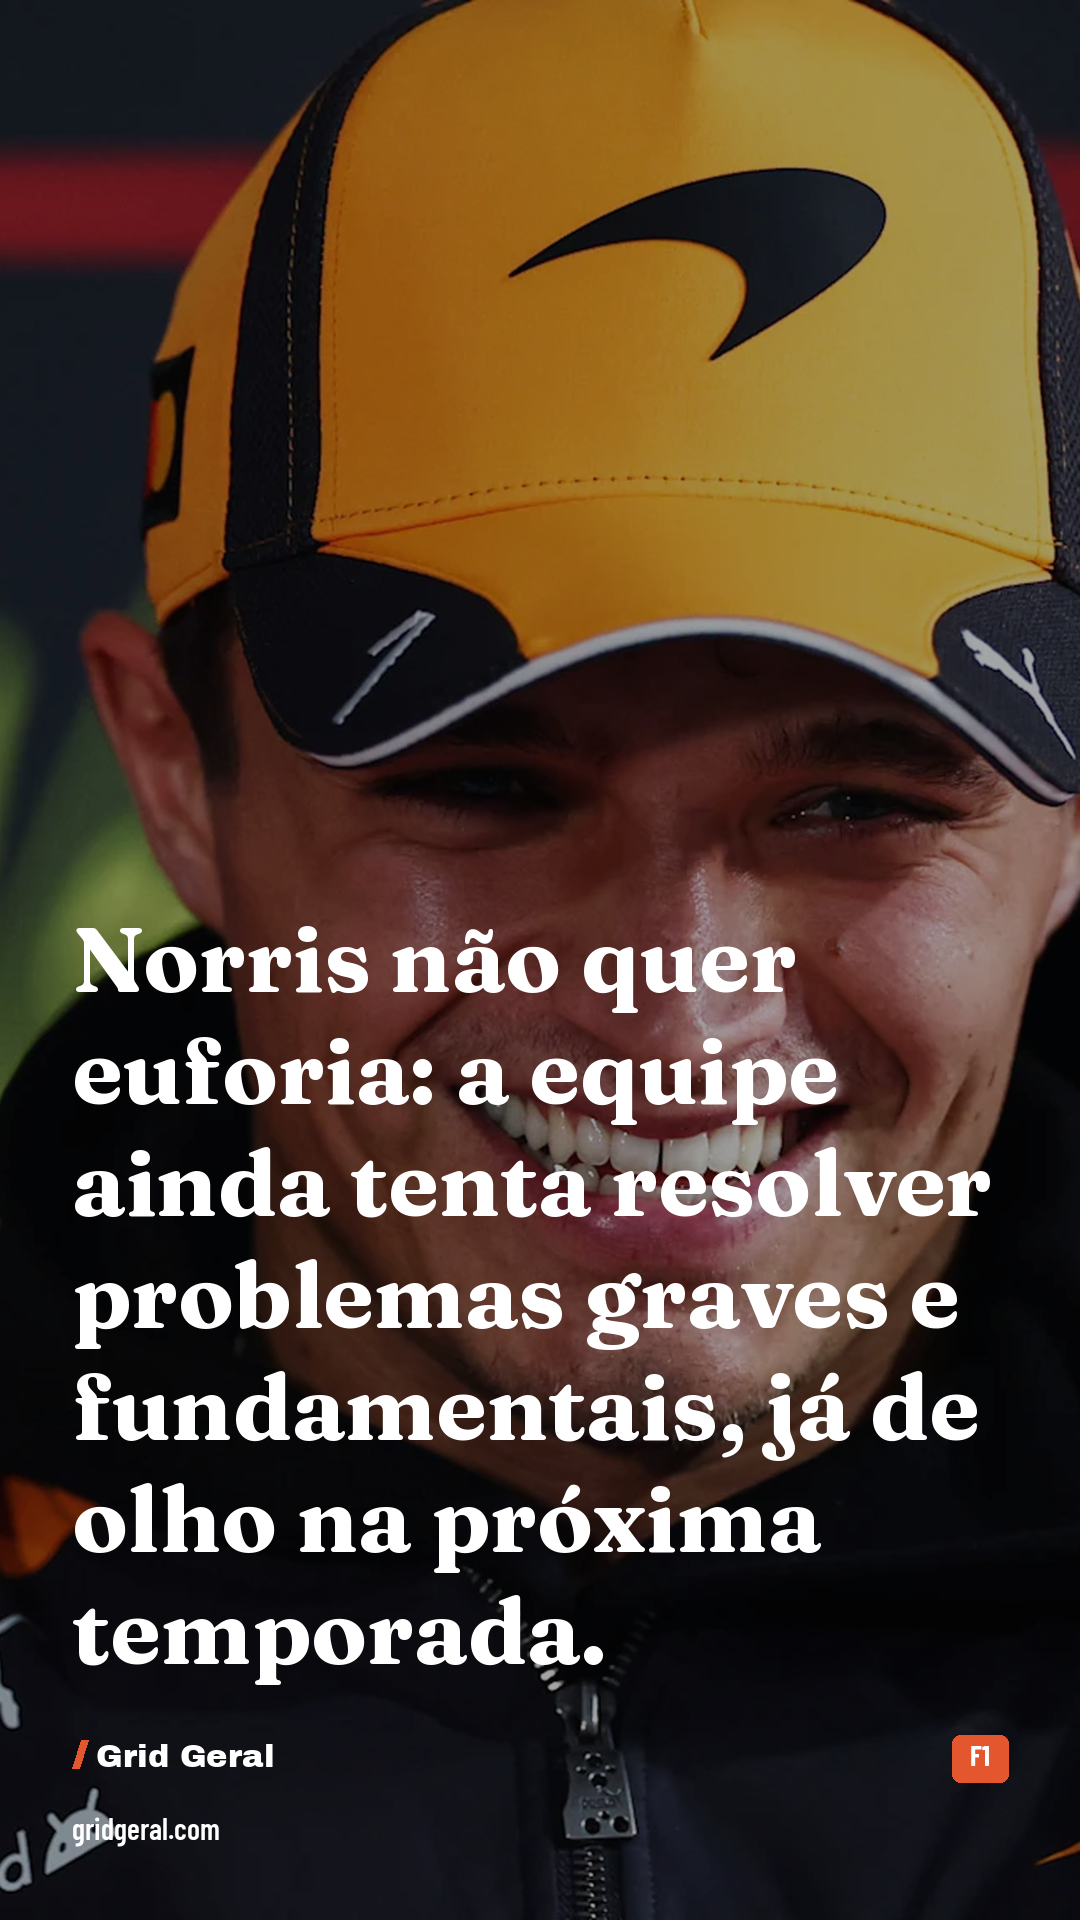 1
Norris não quer
euforia: a equipe
ainda tenta resolver
problemas graves e
fundamentais, já de
olho na próxima
temporada.
/ Grid Geral
F1
gridgeral.com
d